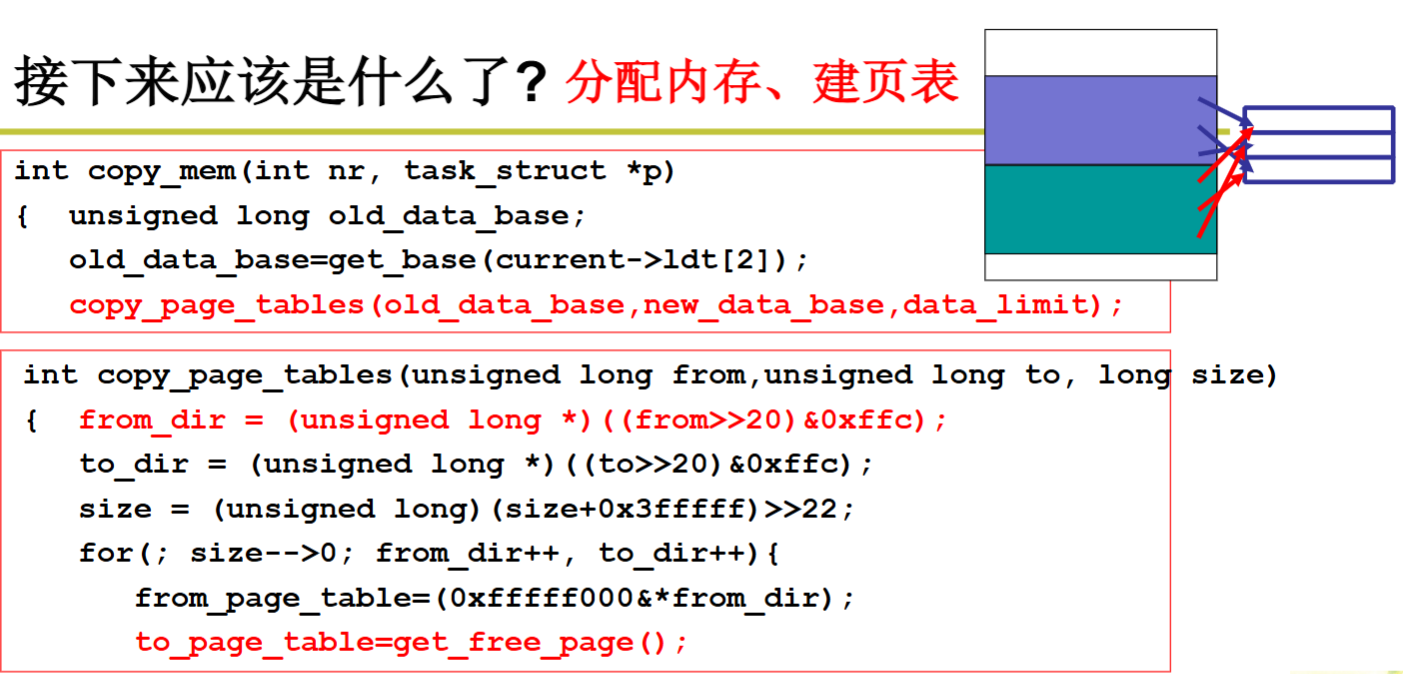 接下来应该是什么了? 分配内存、建页表
int copy_mem(int nr, task_struct *p)
{ unsigned long old_data_base;
old_data_base=get_base(current->ldt[2]);
copy_page_tables(old_data_base,new_data_base,data_limit);
int copy_page_tables(unsigned long from,unsigned long to, long size)
{ from_dir = (unsigned long *)((from>>20)&0xffc);
to_dir = (unsigned long *)((to>>20)&0xffc);
size = (unsigned long)(size+0x3fffff)>>22;
for(; size-->0; from_dir++, to_dir++){
from_page_table=(0xfffff000&*from_dir);
to_page_table=get_free_page();